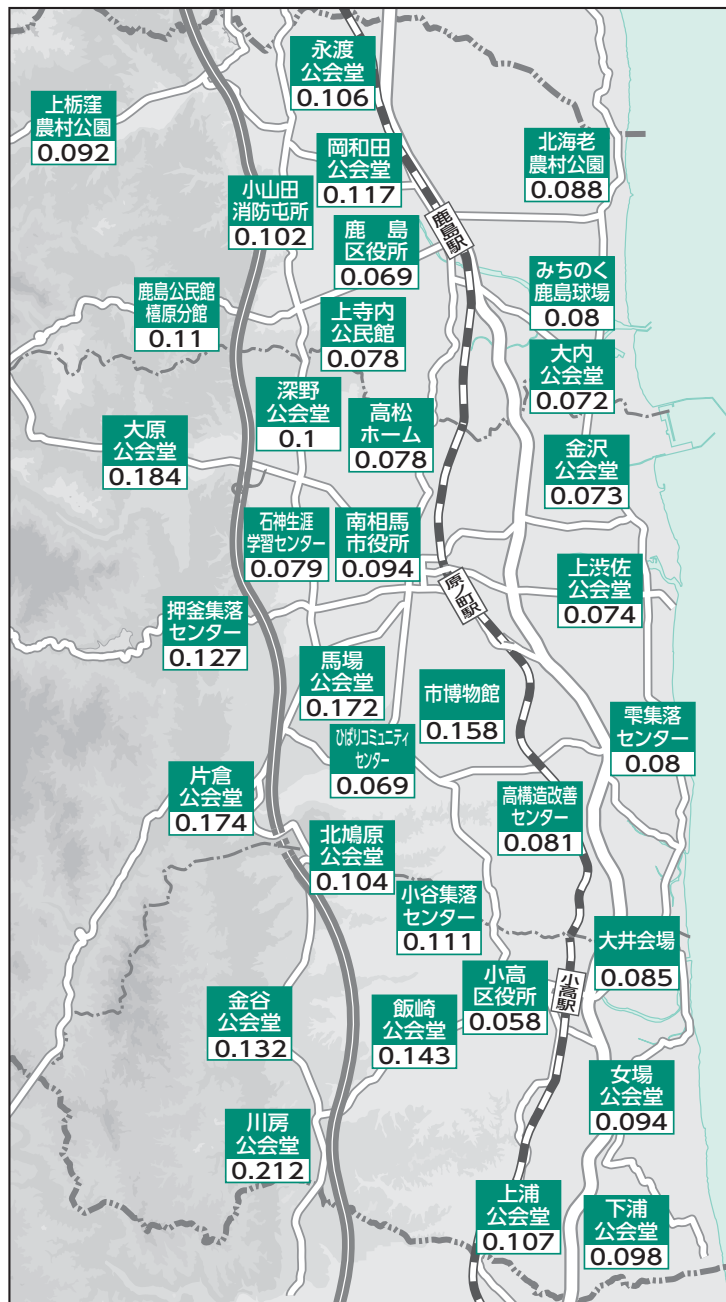 永渡
公会堂
0.106
上栃窪
農村公園
0.092
岡和田
公会堂
0.117
北海老
農村公園
0.088
小山田
消防屯所
0.102
鹿島駅
鹿　島
区役所
0.069
みちのく
鹿島球場
0.08
鹿島公民館
橲原分館
0.11
上寺内
公民館
0.078
大内
公会堂
0.072
深野
公会堂
0.1
高松
ホーム
0.078
大原
公会堂
0.184
金沢
公会堂
0.073
石神生涯
学習センター
0.079
南相馬
市役所
0.094
原ノ町駅
上渋佐
公会堂
0.074
押釜集落
センター
0.127
馬場
公会堂
0.172
市博物館
0.158
雫集落
センター
0.08
ひばりコミュニティ
センター
0.069
片倉
公会堂
0.174
高構造改善
センター
0.081
北鳩原
公会堂
0.104
小谷集落
センター
0.111
大井会場
0.085
小高
区役所
0.058
小高駅
金谷
公会堂
0.132
飯崎
公会堂
0.143
女場
公会堂
0.094
川房
公会堂
0.212
上浦
公会堂
0.107
下浦
公会堂
0.098